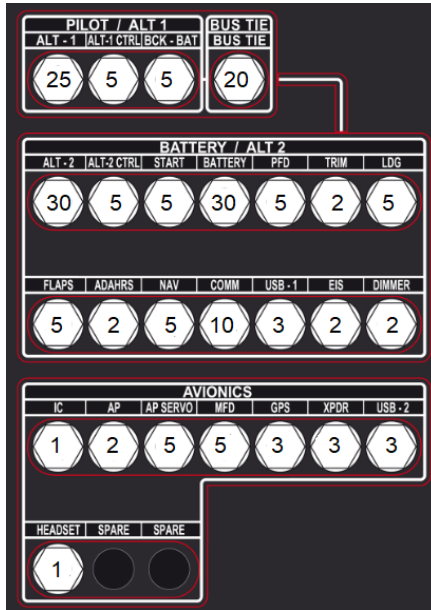 PILOT / ALT 1 BUS TIE
ALT - 1 ALT-1 CTRL BCK - BAT BUS TIE
25 5 5 20
BATTERY / ALT 2
ALT - 2 ALT-2 CTRL START BATTERY PFD TRIM LDG
30 5 5 30 5 2 5
FLAPS ADAHRS NAV COMM USB - 1 EIS DIMMER
5 2 5 10 3 2 2
AVIONICS
IC AP AP SERVO MFD GPS XPDR USB - 2
1 2 5 5 3 3 3
HEADSET SPARE SPARE
1